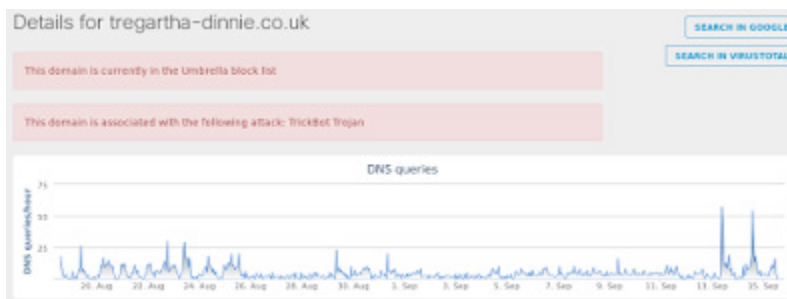 Details for tregartha-dinnie.co.uk
SEARCH IN GOOGLE
SEARCH IN VIRUSTOTAL
This domain is currently in the Umbrella block list
This domain is associated with the following attack: TrickBot Trojan
DNS queries
DNS queries/hour
75
50
25
20. Aug 22. Aug 24. Aug 26. Aug 28. Aug 30. Aug 1. Sep 3. Sep 5. Sep 7. Sep 9. Sep 11. Sep 13. Sep 15. Sep